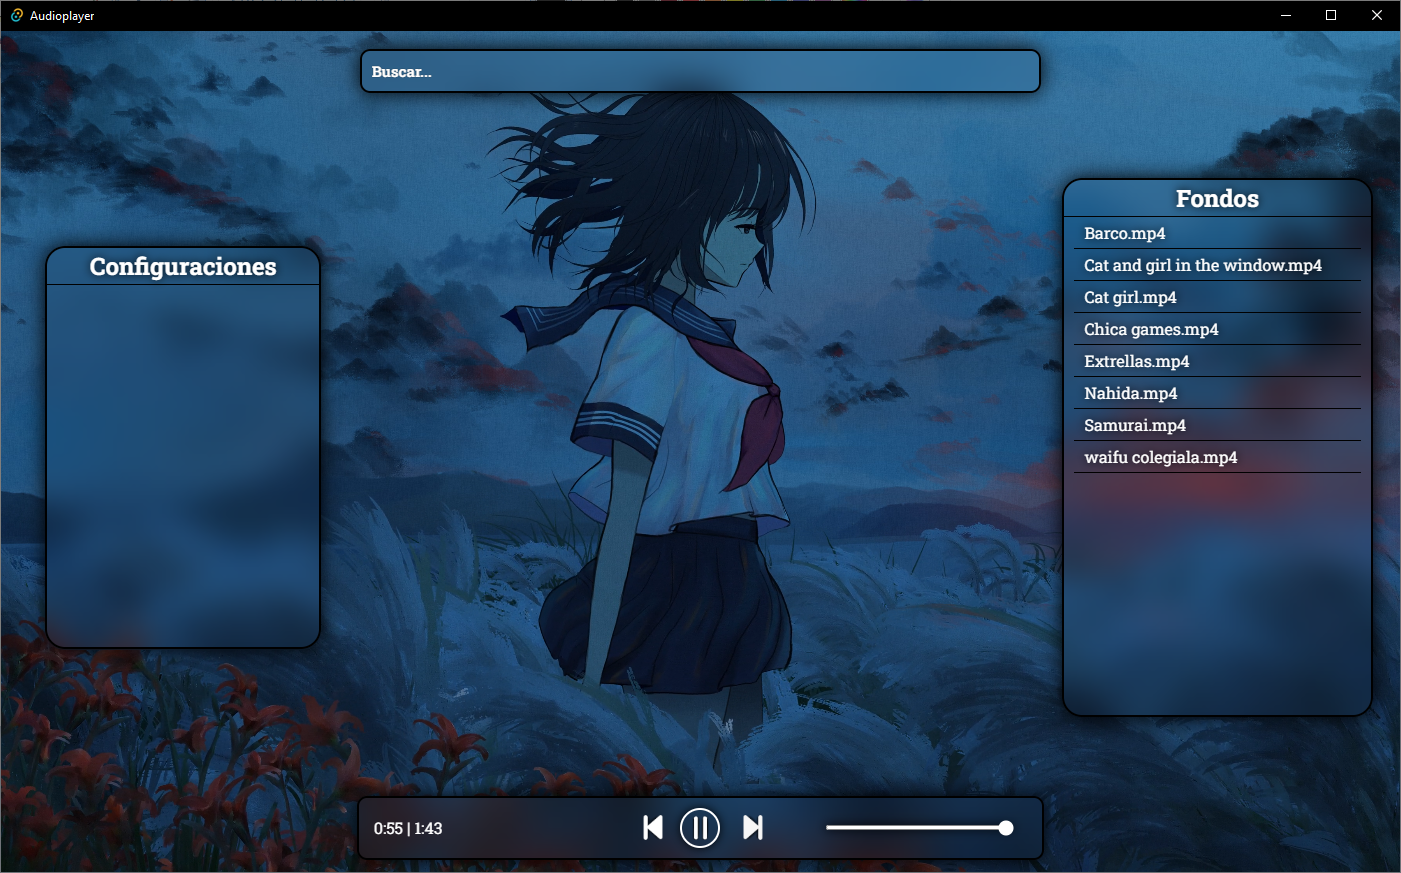 Audioplayer
Buscar...
Configuraciones
Fondos
Barco.mp4
Cat and girl in the window.mp4
Cat girl.mp4
Chica games.mp4
Extrellas.mp4
Nahida.mp4
Samurai.mp4
waifu colegiala.mp4
0:55 | 1:43